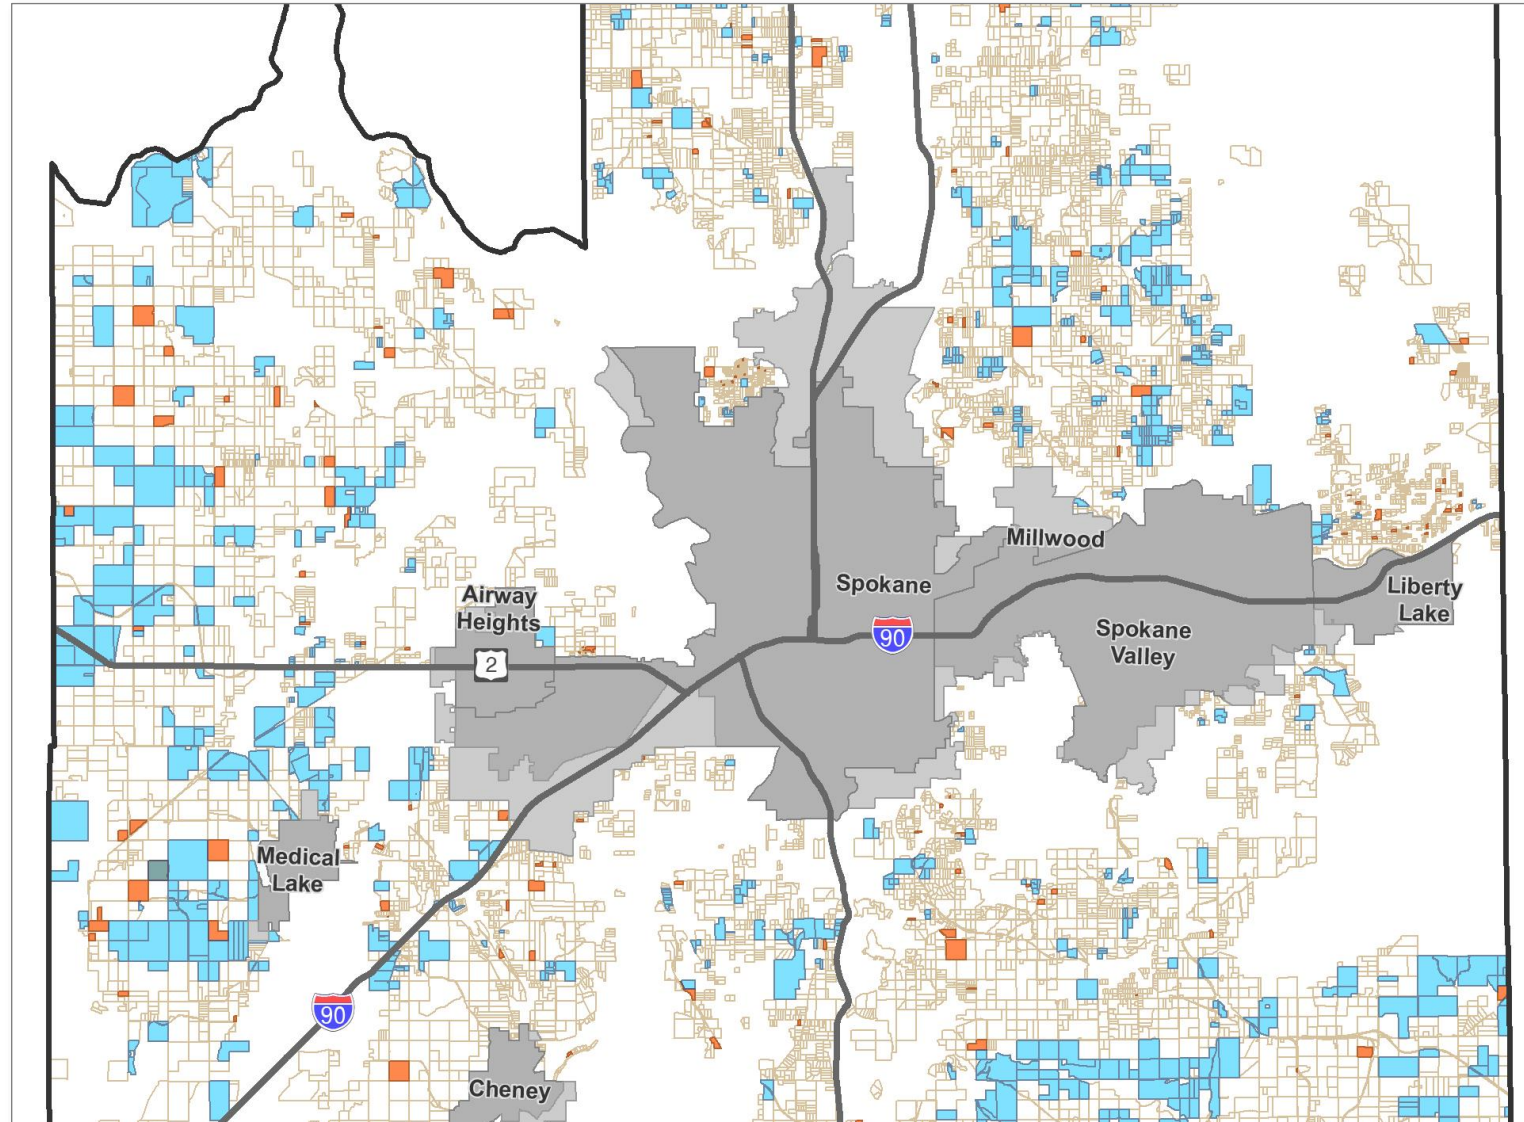 Millwood
Spokane
90
Airway
Heights
Liberty
Lake
Spokane
Valley
2
Medical
Lake
90
Cheney